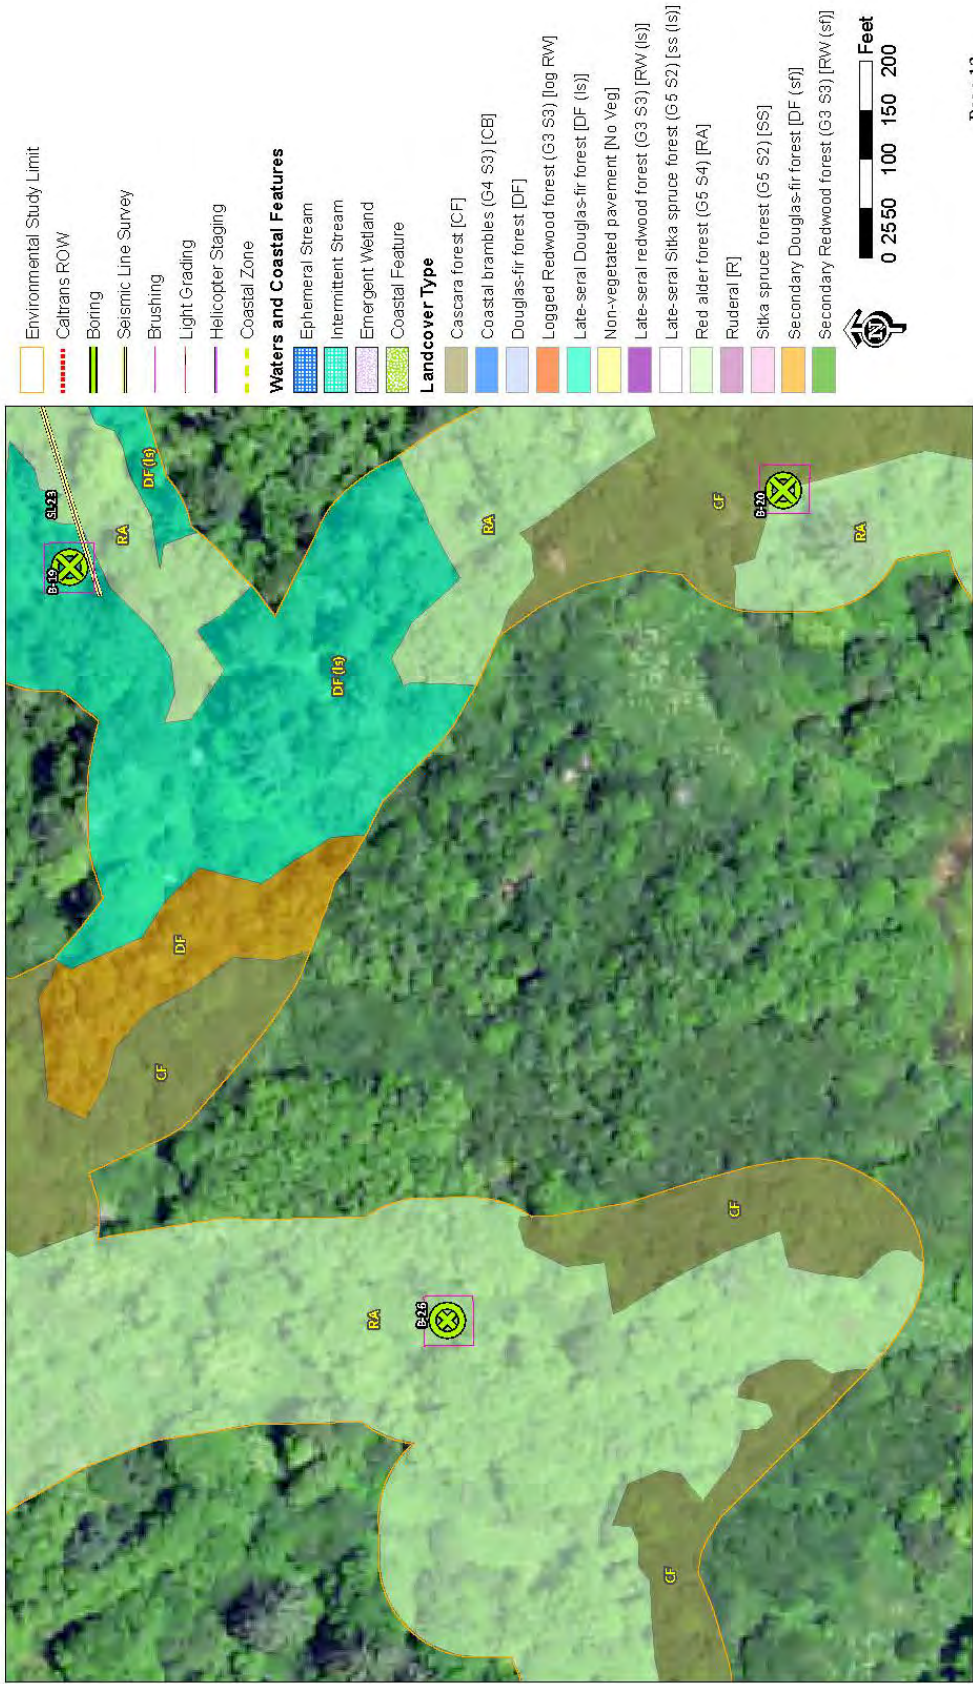 Environmental Study Limit
Caltrans ROW
Boring
Seismic Line Survey
Brushing
Light Grading
Helicopter Staging
Coastal Zone
Waters and Coastal Features
Ephemeral Stream
Intermittent Stream
Emergent Wetland
Coastal Feature
Landcover Type
Cascara forest [CF]
Coastal brambles (G4 S3) [CB]
Douglas-fir forest [DF]
Logged Redwood forest (G3 S3) [log RW]
Late-seral Douglas-fir forest [DF (ls)]
Non-vegetated pavement [No Veg]
Late-seral redwood forest (G3 S3) [RW (ls)]
Late-seral Sitka spruce forest (G5 S2) [ss (ls)]
Red alder forest (G5 S4) [RA]
Ruderal [R]
Sitka spruce forest (G5 S2) [SS]
Secondary Douglas-fir forest [DF (sf)]
Secondary Redwood forest (G3 S3) [RW (sf)]
N
0 25 50 100 150 200
Feet
SL-23
B-19
RA
DF (ls)
DF (ls)
RA
CF
B-20
RA
DF
CF
CF
RA
B-26
CF